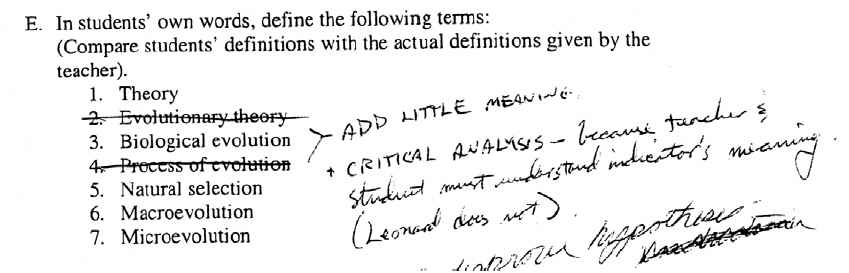 E. In students' own words, define the following terms:
(Compare students' definitions with the actual definitions given by the
teacher).
1. Theory
2. Evolutionary theory
3. Biological evolution
4. Process of evolution
5. Natural selection
6. Macroevolution
7. Microevolution
ADD LITTLE MEANING.
+ CRITICAL ANALYSIS – because teacher &
student must understand indicator's meaning.
(Leonard does not).
disprove hypothesis